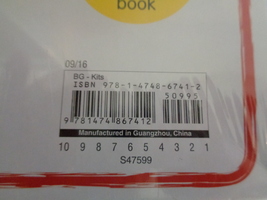 book
09/16
BG - Kits
ISBN 978-1-4748-6741-2
50995
9 781474 867412
Manufactured in Guangzhou, China
10 9 8 7 6 5 4 3 2 1
S47599